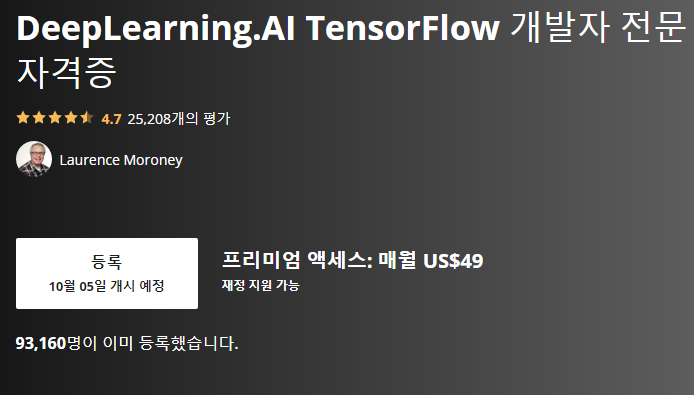 DeepLearning.AI TensorFlow 개발자 전문
자격증
4.7 25,208개의 평가
Laurence Moroney
등록
10월 05일 개시 예정
프리미엄 액세스: 매월 US$49
재정 지원 가능
93,160명이 이미 등록했습니다.